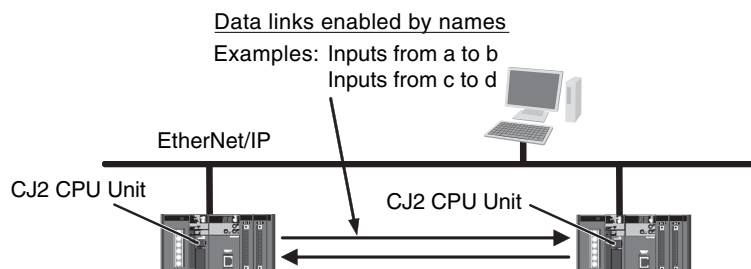 Data links enabled by names
Examples: Inputs from a to b
Inputs from c to d
EtherNet/IP
CJ2 CPU Unit
CJ2 CPU Unit